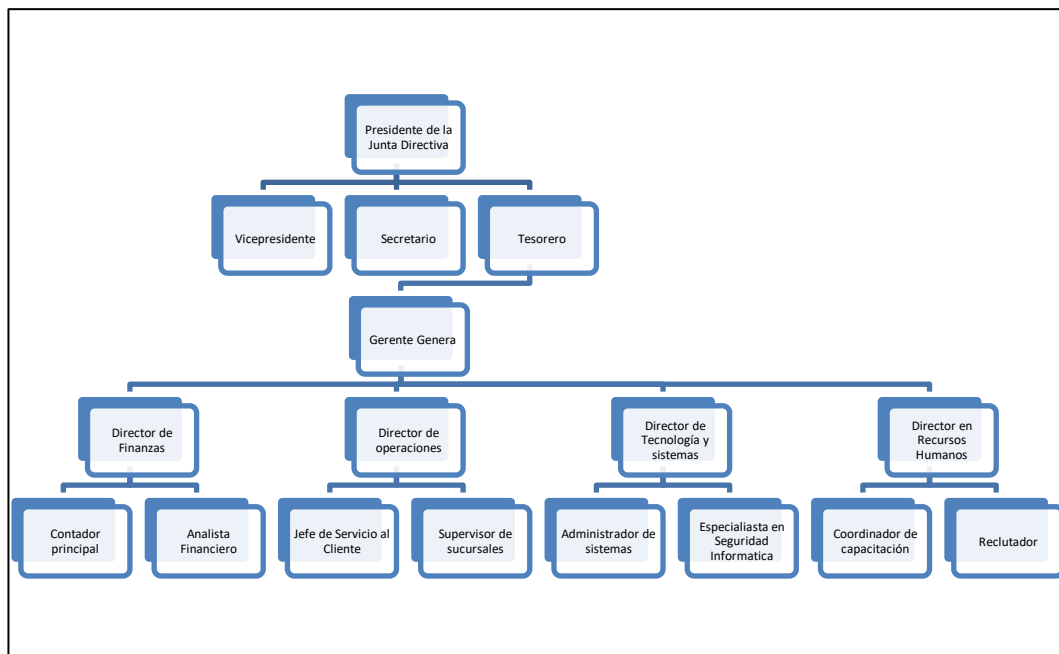 Presidente de la
Junta Directiva
Vicepresidente
Secretario
Tesorero
Gerente Genera
Director de
Finanzas
Director de
operaciones
Director de
Tecnología y
sistemas
Director en
Recursos
Humanos
Contador
principal
Analista
Financiero
Jefe de Servicio al
Cliente
Supervisor de
sucursales
Administrador de
sistemas
Especialiasta en
Seguridad
Informatica
Coordinador de
capacitación
Reclutador